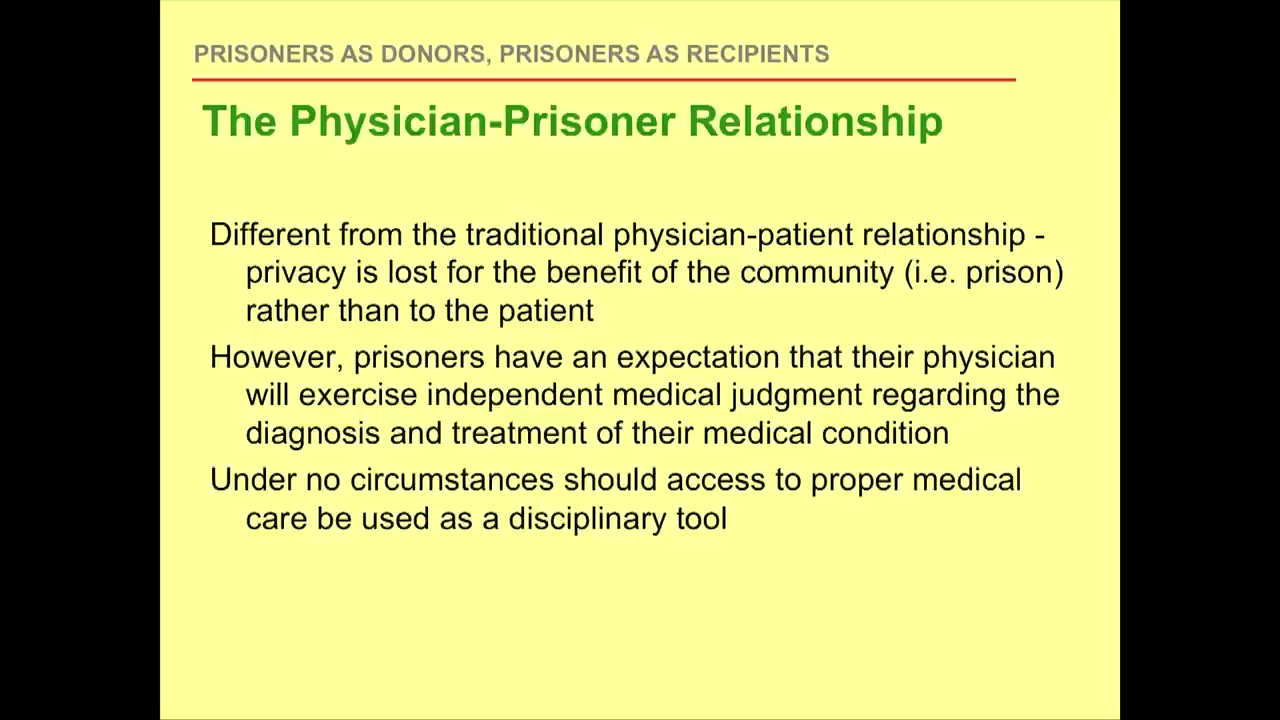 PRISONERS AS DONORS, PRISONERS AS RECIPIENTS
The Physician-Prisoner Relationship
Different from the traditional physician-patient relationship -
privacy is lost for the benefit of the community (i.e. prison)
rather than to the patient
However, prisoners have an expectation that their physician
will exercise independent medical judgment regarding the
diagnosis and treatment of their medical condition
Under no circumstances should access to proper medical
care be used as a disciplinary tool